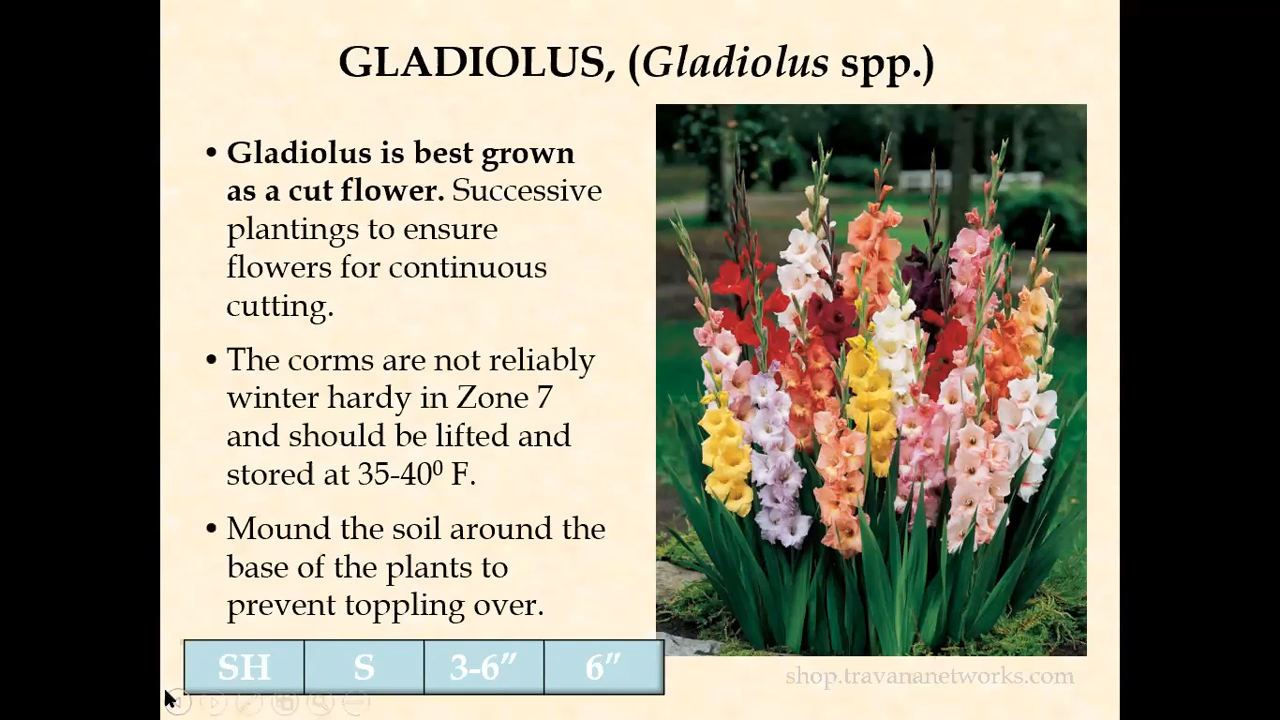 GLADIOLUS, (Gladiolus spp.)
• Gladiolus is best grown
as a cut flower. Successive
plantings to ensure
flowers for continuous
cutting.
• The corms are not reliably
winter hardy in Zone 7
and should be lifted and
stored at 35-40⁰ F.
• Mound the soil around the
base of the plants to
prevent toppling over.
SH S 3-6″ 6″
shop.travananetworks.com